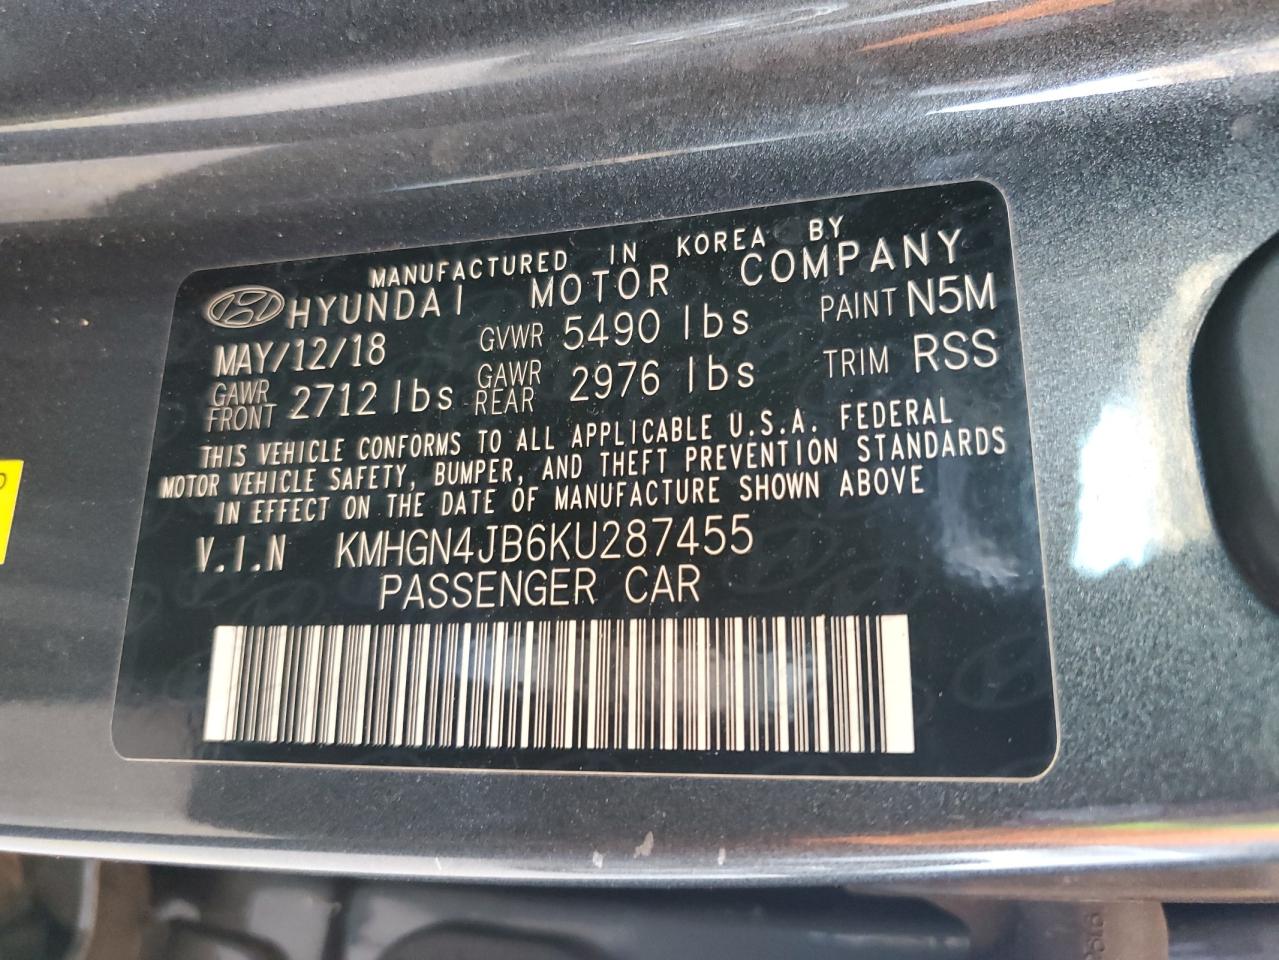 MANUFACTURED IN KOREA BY
HYUNDAI MOTOR COMPANY
MAY/12/18 GVWR 5490 lbs PAINT N5M
GAWR FRONT 2712 lbs GAWR REAR 2976 lbs TRIM RSS
THIS VEHICLE CONFORMS TO ALL APPLICABLE U.S.A. FEDERAL
MOTOR VEHICLE SAFETY, BUMPER, AND THEFT PREVENTION STANDARDS
IN EFFECT ON THE DATE OF MANUFACTURE SHOWN ABOVE
V.I.N KMHGN4JB6KU287455
PASSENGER CAR